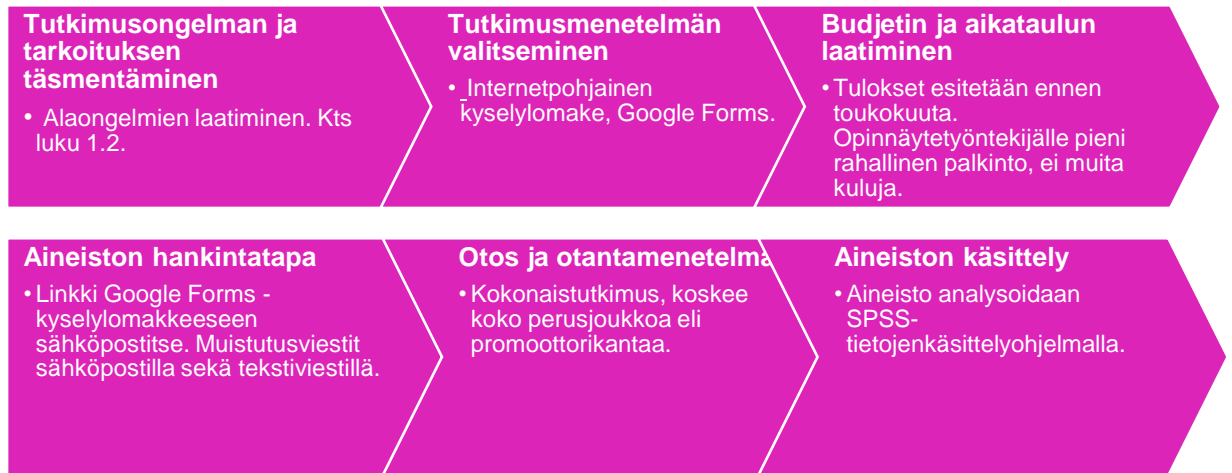 Tutkimusongelman ja
tarkoituksen
täsmentäminen
• Alaongelmien laatiminen. Kts
luku 1.2.
Tutkimusmenetelmän
valitseminen
• Internetpohjainen
kyselylomake, Google Forms.
Budjetin ja aikataulun
laatiminen
• Tulokset esitetään ennen
toukokuuta.
Opinnäytetyöntekijälle pieni
rahallinen palkinto, ei muita
kuluja.
Aineiston hankintatapa
• Linkki Google Forms -
kyselylomakkeeseen
sähköpostitse. Muistutusviestit
sähköpostilla sekä tekstiviestillä.
Otos ja otantamenetelmä
• Kokonaistutkimus, koskee
koko perusjoukkoa eli
promoottorikantaa.
Aineiston käsittely
• Aineisto analysoidaan
SPSS-
tietojenkäsittelyohjelmalla.